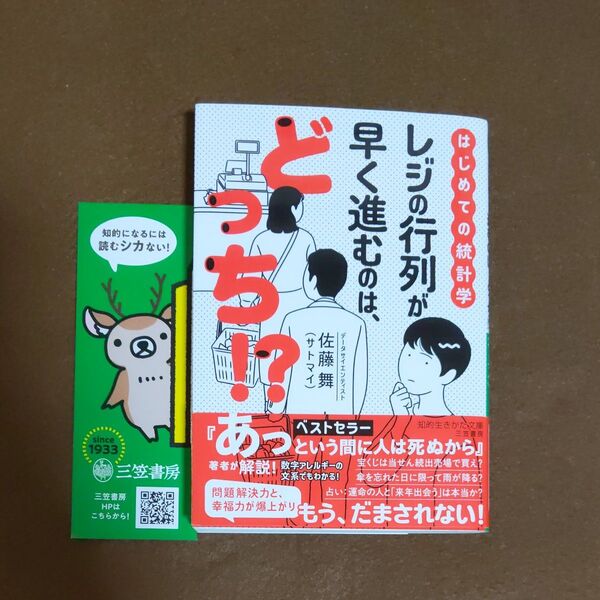 はじめての統計学
レジの行列が
早く進むのは、
どっち!?
データサイエンティスト
佐藤 舞
(サトマイ)
知的生きかた文庫
三笠書房
ベストセラー
『あっという間に人は死ぬから』
著者が解説!
数字アレルギーの
文系でもわかる!
宝くじは当せん続出売場で買え?
傘を忘れた日に限って雨が降る?
占い:運命の人と「来年出会う」は本当か?
問題解決力と、
幸福力が爆上がり
もう、だまされない!
知的になるには
読むシカない!
since
1933
三笠書房
三笠書房
HPは
こちらから!